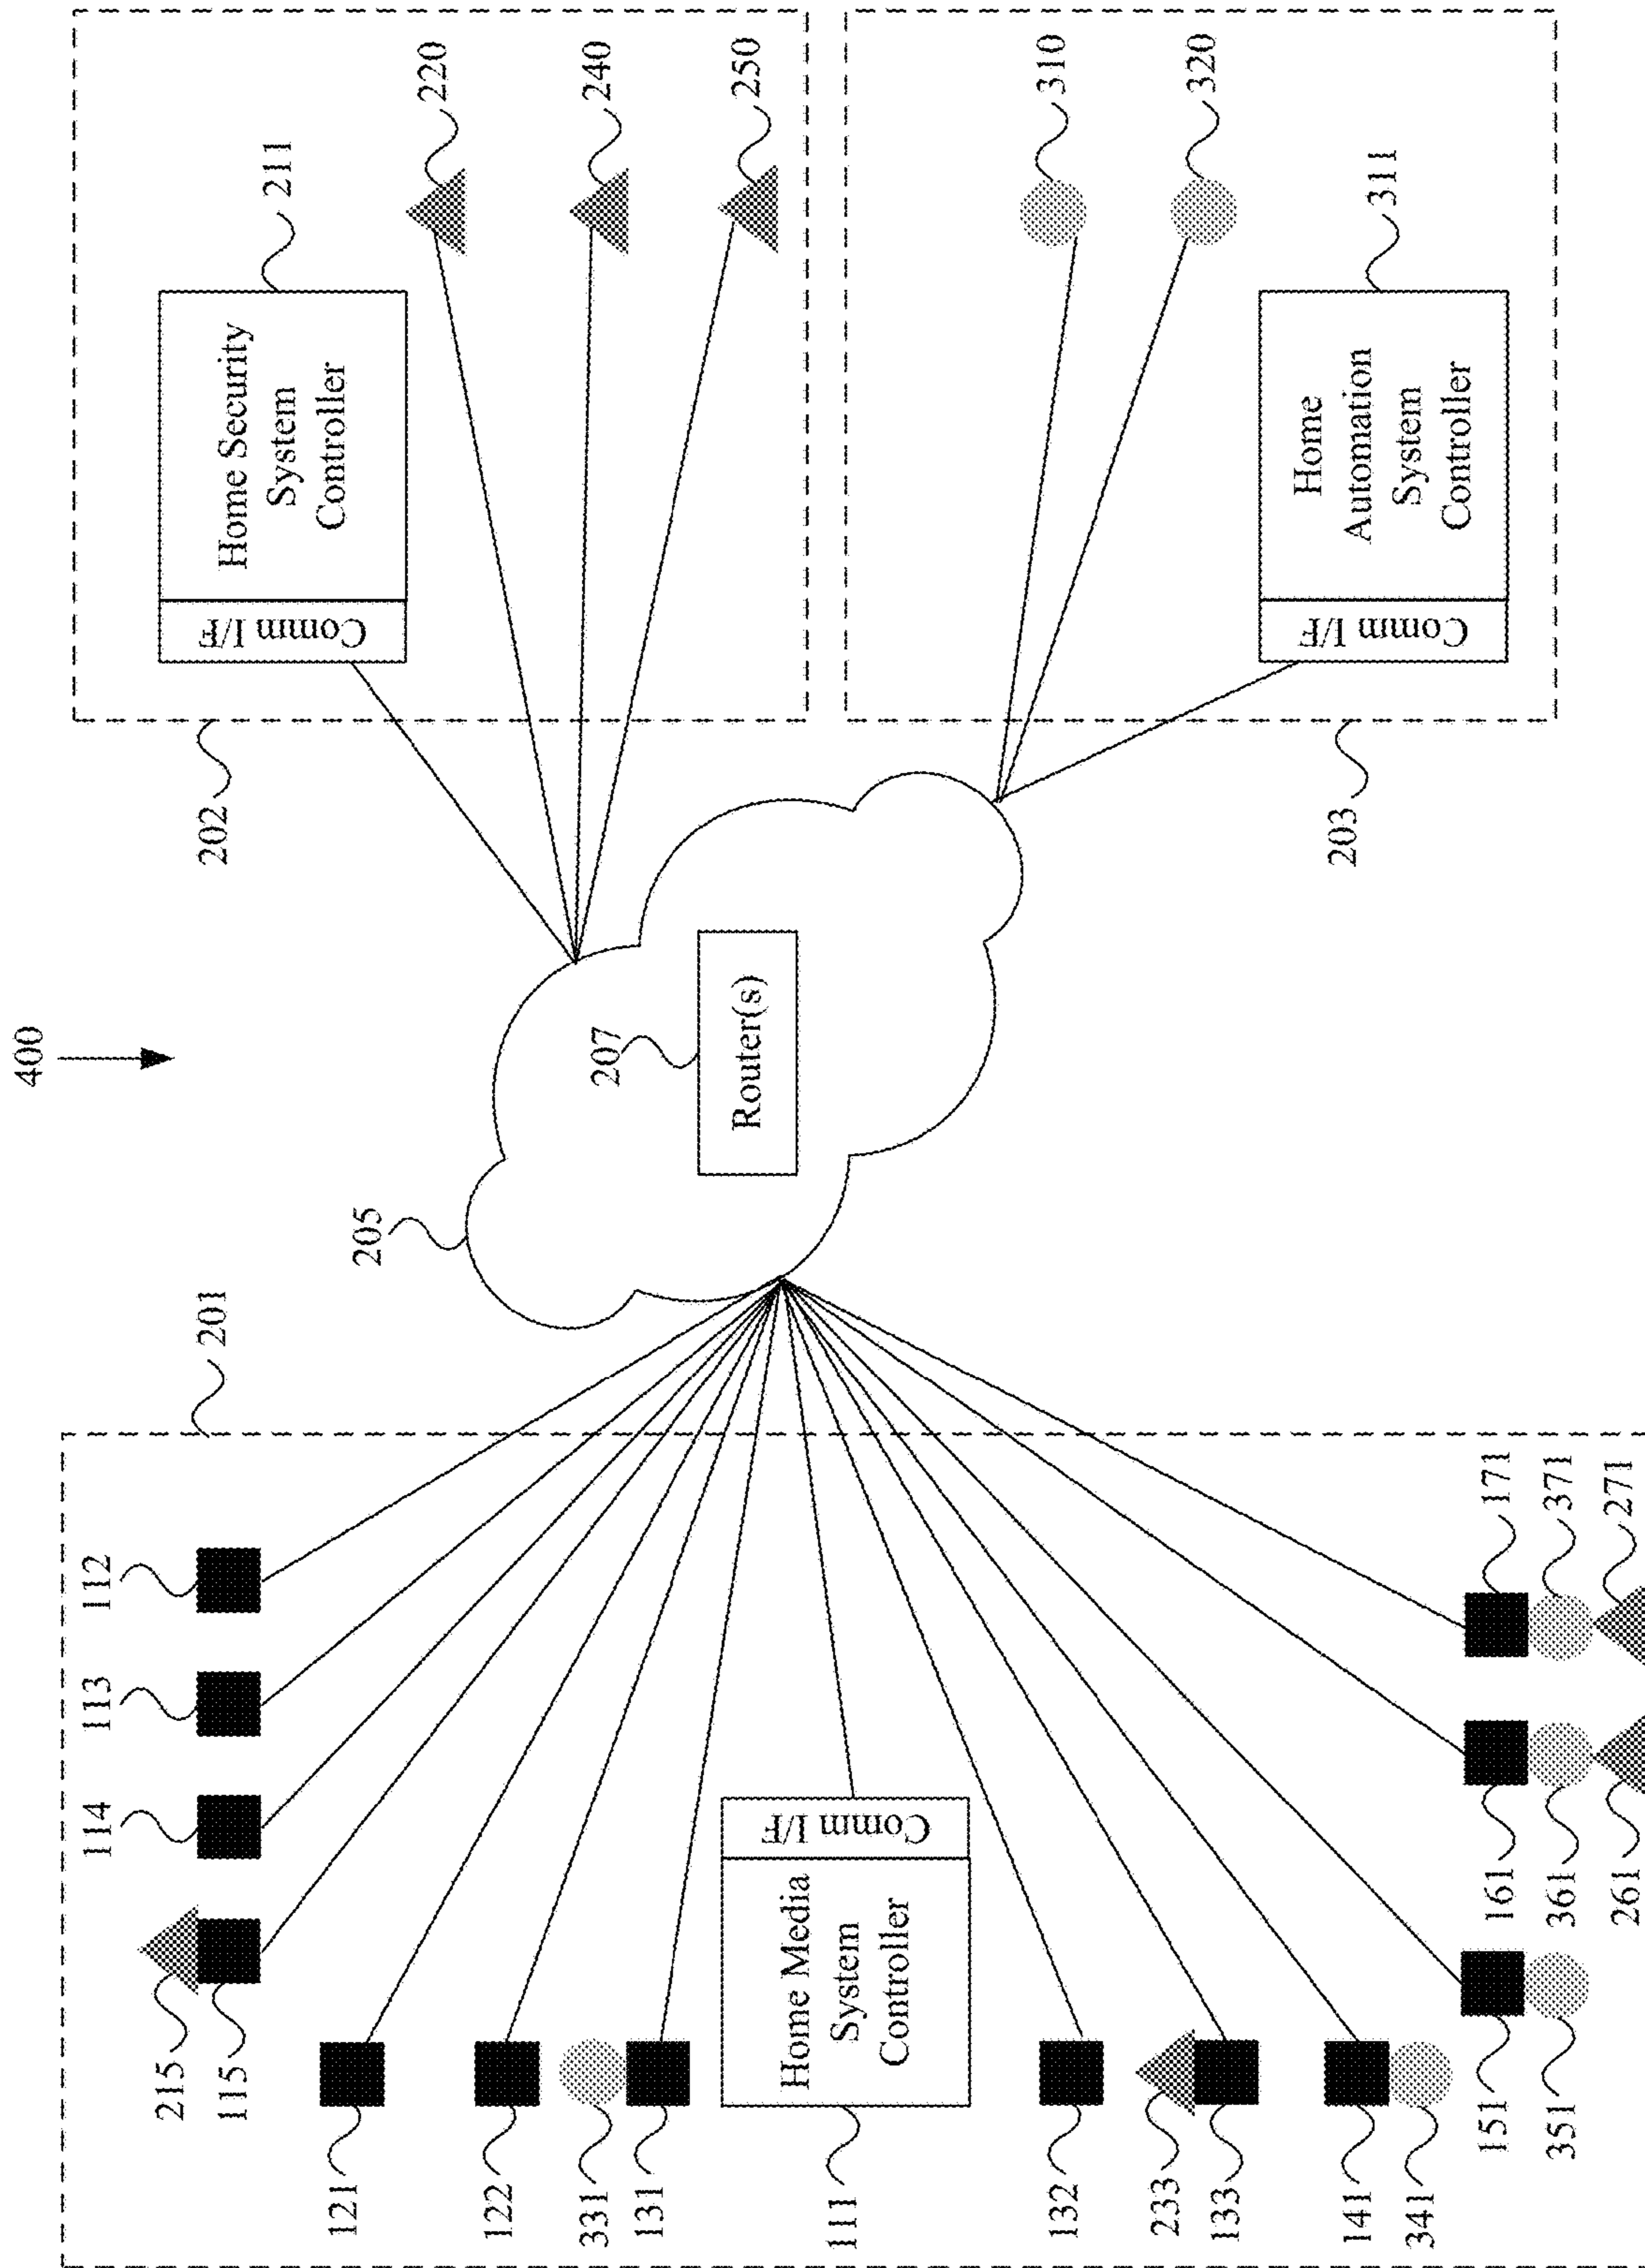 400
201
112
113
114
215
115
121
122
331
131
111
Home Media
System
Controller
Comm I/F
132
233
133
141
341
151
351
161
361
261
171
371
271
205
207
Router(s)
202
211
Comm I/F
Home Security
System
Controller
220
240
250
203
310
320
311
Comm I/F
Home
Automation
System
Controller